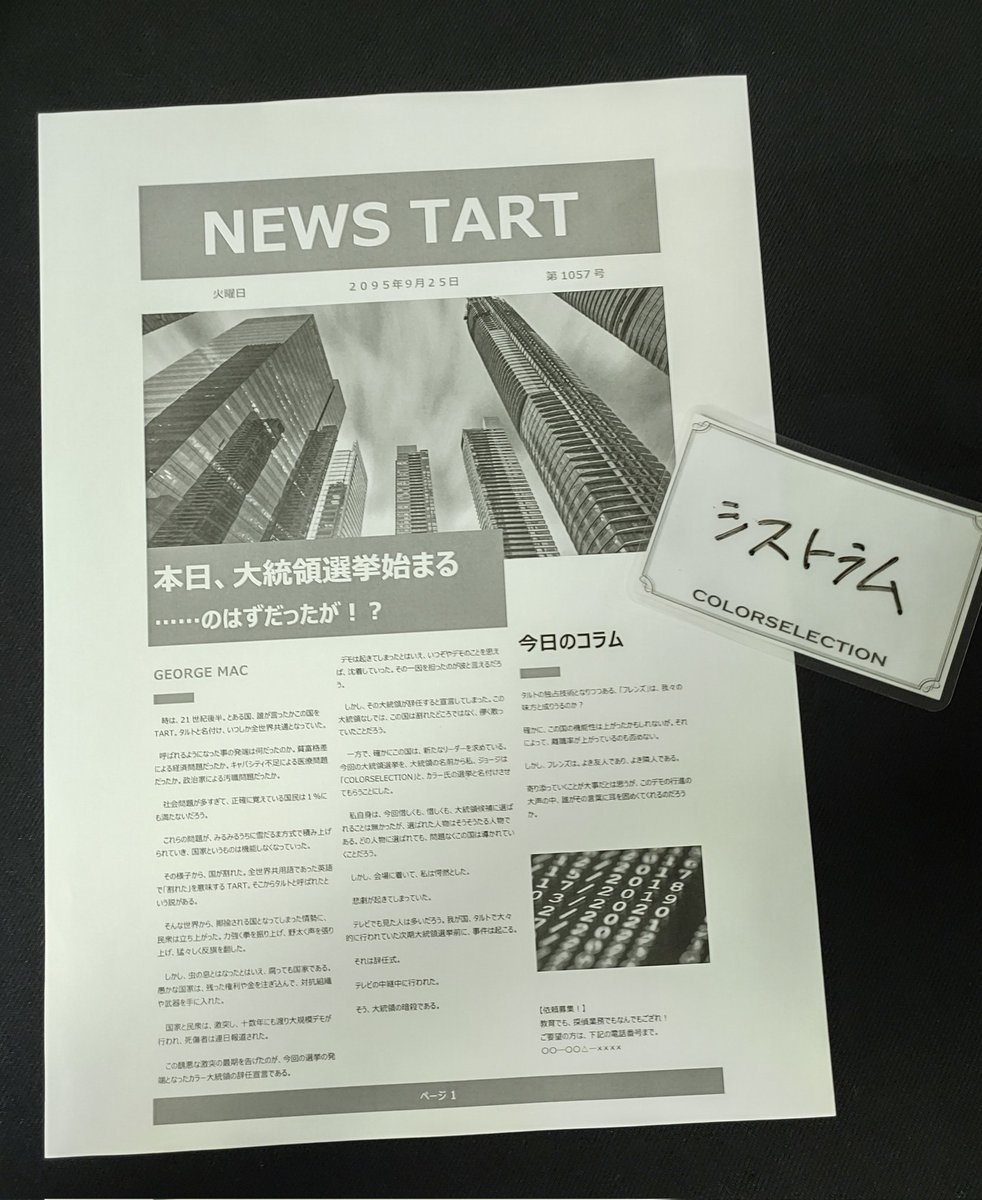 NEWS TART
火曜日
2095年9月25日
第 1057 号
本日、大統領選挙始まる
……のはずだったが！？
GEORGE MAC
時は、21 世紀後半。とある国、誰が言ったかこの国を
TART。タルトと名付け、いつしか全世界共通となっていた。
呼ばれるようになった事の発端は何だったのか。貧富格差
による経済問題だったか。キャパシティ不足による医療問題
だったか。政治家による汚職問題だったか。
社会問題が多すぎて、正確に覚えている国民は 1％に
も満たないだろう。
これらの問題が、みるみるうちに雪だるま方式で積み上げ
られていき、国家というものは機能しなくなっていった。
その様子から、国が割れた。全世界共用語であった英語
で「割れた」を意味する TART。そこからタルトと呼ばれたと
いう説がある。
そんな世界から、揶揄される国となってしまった情勢に、
民衆は立ち上がった。力強く拳を振り上げ、野太く声を張り
上げ、猛々しく反旗を翻した。
しかし、虫の息とはなったとはいえ、腐っても国家である。
愚かな国家は、残った権利や金を注ぎ込んで、対抗組織
や武器を手に入れた。
国家と民衆は、激突し、十数年にも渡り大規模デモが
行われ、死傷者は連日報道された。
この醜悪な激突の最期を告げたのが、今回の選挙の発
端となったカラー大統領の辞任宣言である。
デモは起きてしまったとはいえ、いつぞやデモのことを思え
ば、沈着していった。その一因を担ったのが彼と言えるだろ
う。
しかし、その大統領が辞任すると宣言してしまった。この
大統領なしでは、この国は割れたどころではなく、儚く散っ
ていたことだろう。
一方で、確かにこの国は、新たなリーダーを求めている。
今回の大統領選挙を、大統領の名前から私、ジョージは
「COLORSELECTION」と、カラー氏の選挙と名付けさせ
てもらうことにした。
私自身は、今回惜しくも、惜しくも、大統領候補に選ば
れることは無かったが、選ばれた人物はそうそうたる人物で
ある。どの人物に選ばれても、問題なくこの国は導かれてい
くことだろう。
しかし、会場に着いて、私は愕然とした。
悲劇が起きてしまっていた。
テレビでも見た人は多いだろう。我が国、タルトで大々
的に行われていた次期大統領選挙前に、事件は起こる。
それは辞任式。
テレビの中継中に行われた。
そう、大統領の暗殺である。
今日のコラム
タルトの独占技術となりつつある、「フレンズ」は、我々の
味方と成りうるのか？
確かに、この国の機能性は上がったかもしれないが、それ
によって、離職率が上がっているのも否めない。
しかし、フレンズは、よき友人であり、よき隣人である。
寄り添っていくことが大事だとは思うが、このデモの行進の
大声の中、誰がその言葉に耳を固めてくれるのだろう
か。
【依頼募集！】
教育でも、探偵業務でもなんでもござれ！
ご要望の方は、下記の電話番号まで。
〇〇ー〇〇△ー××××
ページ 1
シストラム
COLORSELECTION